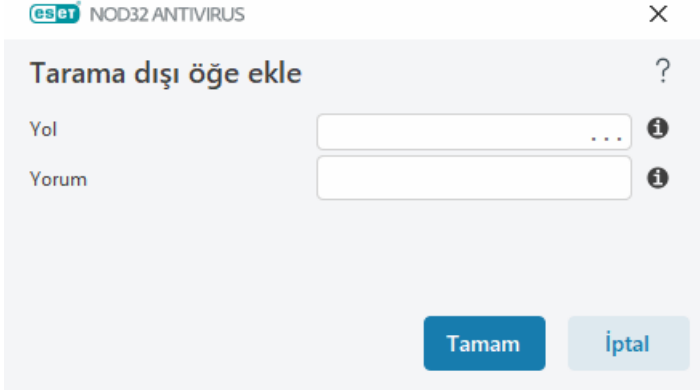 eseT NOD32 ANTIVIRUS
Tarama dışı öğe ekle
?
Yol
...
Yorum
Tamam
İptal